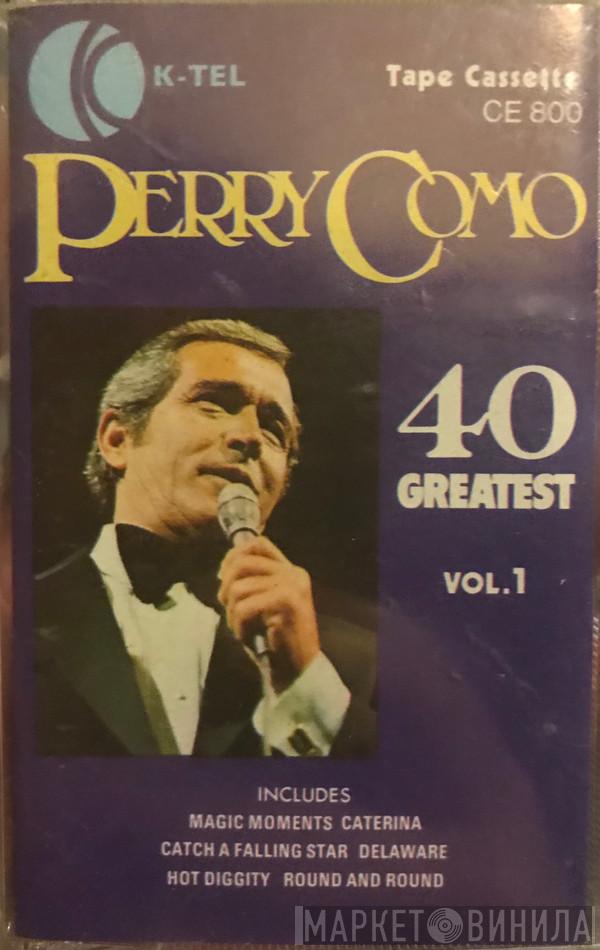 K-TEL
Tape Cassette
CE 800
PERRY COMO
40
GREATEST
VOL.1
INCLUDES
MAGIC MOMENTS CATERINA
CATCH A FALLING STAR DELAWARE
HOT DIGGITY ROUND AND ROUND
МАРКЕТ ВИНИЛА